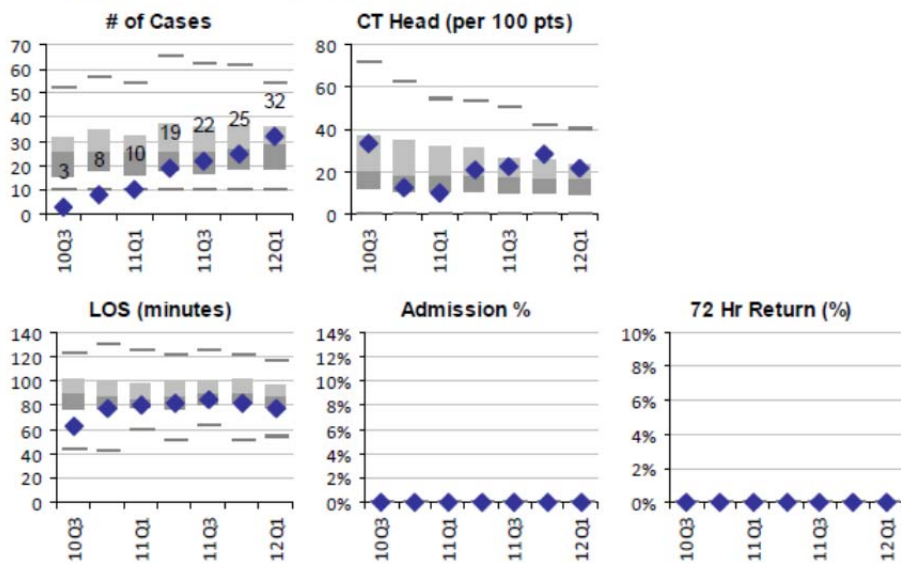 # of Cases
70
60
50
40
30
20
10
0
3
8
10
19
22
25
32
10Q3
11Q1
11Q3
12Q1
CT Head (per 100 pts)
80
60
40
20
0
10Q3
11Q1
11Q3
12Q1
LOS (minutes)
140
120
100
80
60
40
20
0
10Q3
11Q1
11Q3
12Q1
Admission %
14%
12%
10%
8%
6%
4%
2%
0%
10Q3
11Q1
11Q3
12Q1
72 Hr Return (%)
10%
8%
6%
4%
2%
0%
10Q3
11Q1
11Q3
12Q1